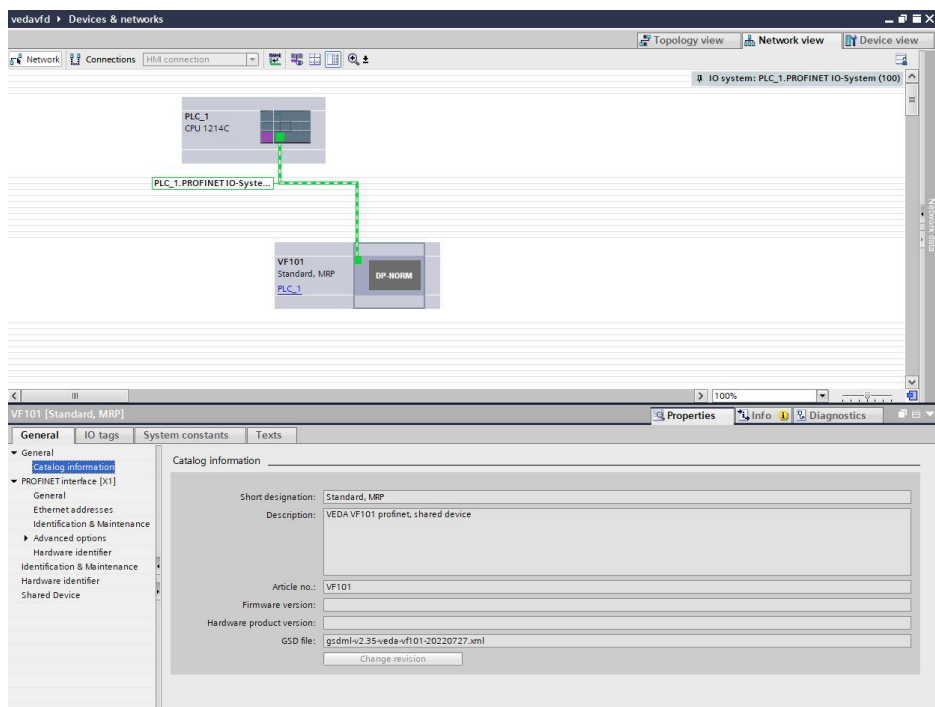 vedavfd ▸ Devices & networks
Topology view
Network view
Device view
Network
Connections
HMI connection
IO system: PLC_1.PROFINET IO-System (100)
PLC_1
CPU 1214C
PLC_1.PROFINET IO-Syste...
VF101
Standard, MRP
PLC_1
DP-NORM
Network data
100%
VF101 [Standard, MRP]
Properties
Info
Diagnostics
General
IO tags
System constants
Texts
General
Catalog information
PROFINET interface [X1]
General
Ethernet addresses
Identification & Maintenance
Advanced options
Hardware identifier
Identification & Maintenance
Hardware identifier
Shared Device
Catalog information
Short designation: Standard, MRP
Description: VEDA VF101 profinet, shared device
Article no.: VF101
Firmware version:
Hardware product version:
GSD file: gsdml-v2.35-veda-vf101-20220727.xml
Change revision